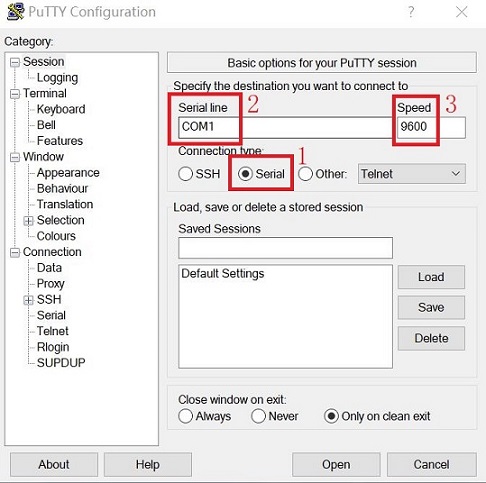 PuTTY Configuration
?
Category:
Session
Logging
Terminal
Keyboard
Bell
Features
Window
Appearance
Behaviour
Translation
Selection
Colours
Connection
Data
Proxy
SSH
Serial
Telnet
Rlogin
SUPDUP
Basic options for your PuTTY session
Specify the destination you want to connect to
Serial line 2 Speed 3
COM1 9600
Connection type: 1
SSH Serial Other: Telnet
Load, save or delete a stored session
Saved Sessions
Default Settings
Load
Save
Delete
Close window on exit:
Always Never Only on clean exit
About Help Open Cancel